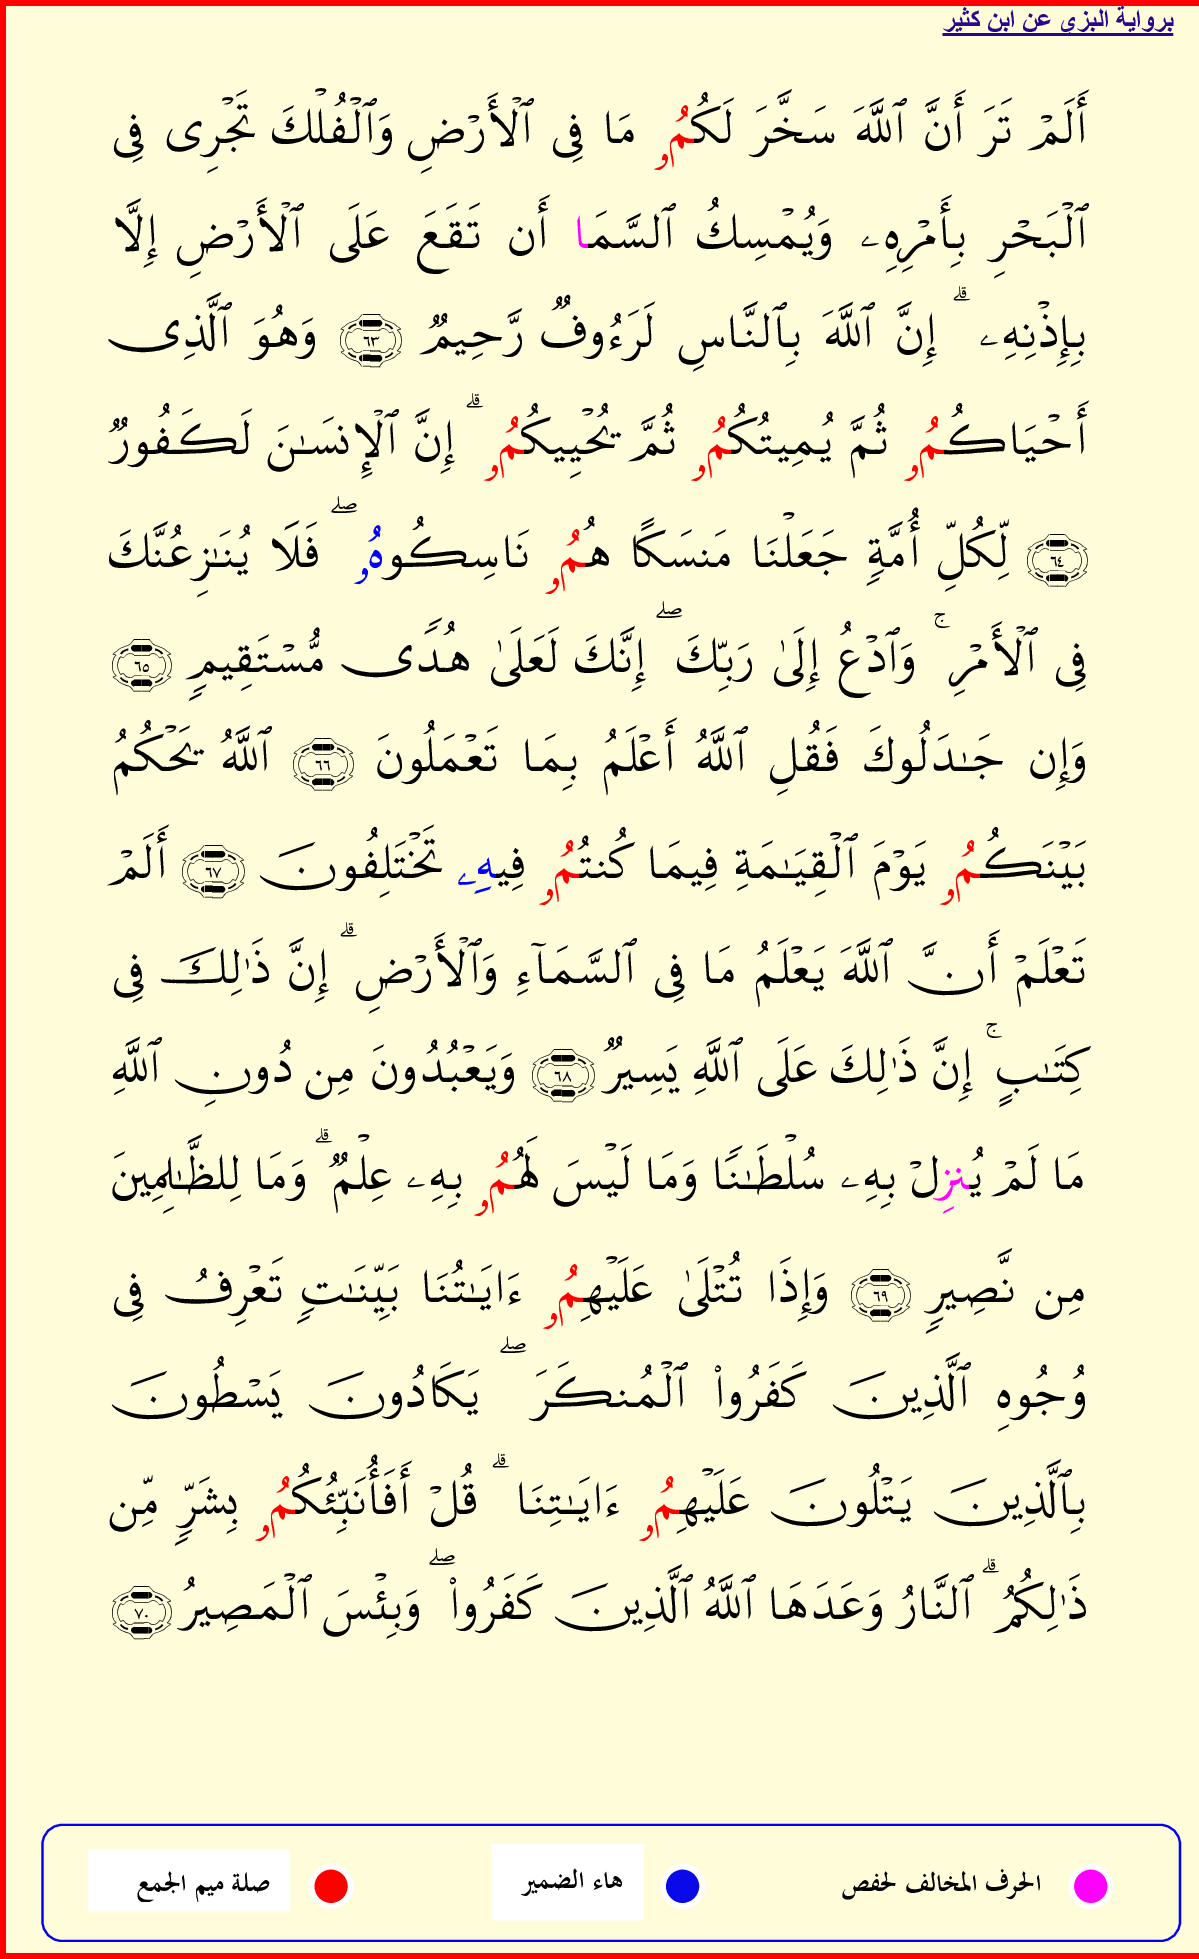 برواية البزى عن ابن كثير
أَلَمْ تَرَ أَنَّ ٱللَّهَ سَخَّرَ لَكُمُۥ مَا فِى ٱلْأَرْضِ وَٱلْفُلْكَ تَجْرِى فِى
ٱلْبَحْرِ بِأَمْرِهِۦ وَيُمْسِكُ ٱلسَّمَا أَن تَقَعَ عَلَى ٱلْأَرْضِ إِلَّا
بِإِذْنِهِۦ ۗ إِنَّ ٱللَّهَ بِٱلنَّاسِ لَرَءُوفٌ رَّحِيمٌ ٦٣ وَهُوَ ٱلَّذِى
أَحْيَاكُمُۥ ثُمَّ يُمِيتُكُمُۥ ثُمَّ يُحْيِيكُمُۥ ۗ إِنَّ ٱلْإِنسَـٰنَ لَكَفُورٌ
٦٤ لِّكُلِّ أُمَّةٍ جَعَلْنَا مَنسَكًا هُمُۥ نَاسِكُوهُۥ ۖ فَلَا يُنَـٰزِعُنَّكَ
فِى ٱلْأَمْرِ ۚ وَٱدْعُ إِلَىٰ رَبِّكَ ۖ إِنَّكَ لَعَلَىٰ هُدًى مُّسْتَقِيمٍ ٦٥
وَإِن جَـٰدَلُوكَ فَقُلِ ٱللَّهُ أَعْلَمُ بِمَا تَعْمَلُونَ ٦٦ ٱللَّهُ يَحْكُمُ
بَيْنَكُمُۥ يَوْمَ ٱلْقِيَـٰمَةِ فِيمَا كُنتُمُۥ فِيهِۦ تَخْتَلِفُونَ ٦٧ أَلَمْ
تَعْلَمْ أَنَّ ٱللَّهَ يَعْلَمُ مَا فِى ٱلسَّمَآءِ وَٱلْأَرْضِ ۗ إِنَّ ذَٰلِكَ فِى
كِتَـٰبٍ ۚ إِنَّ ذَٰلِكَ عَلَى ٱللَّهِ يَسِيرٌ ٦٨ وَيَعْبُدُونَ مِن دُونِ ٱللَّهِ
مَا لَمْ يُنزِلْ بِهِۦ سُلْطَـٰنًا وَمَا لَيْسَ لَهُمُۥ بِهِۦ عِلْمٌ ۗ وَمَا لِلظَّـٰلِمِينَ
مِن نَّصِيرٍ ٦٩ وَإِذَا تُتْلَىٰ عَلَيْهِمُۥ ءَايَـٰتُنَا بَيِّنَـٰتٍ تَعْرِفُ فِى
وُجُوهِ ٱلَّذِينَ كَفَرُوا۟ ٱلْمُنكَرَ ۖ يَكَادُونَ يَسْطُونَ
بِٱلَّذِينَ يَتْلُونَ عَلَيْهِمُۥ ءَايَـٰتِنَا ۗ قُلْ أَفَأُنَبِّئُكُمُۥ بِشَرٍّ مِّن
ذَٰلِكُمُ ۗ ٱلنَّارُ وَعَدَهَا ٱللَّهُ ٱلَّذِينَ كَفَرُوا۟ ۖ وَبِئْسَ ٱلْمَصِيرُ ٧٠
الحرف المخالف لحفص هاء الضمير صلة ميم الجمع